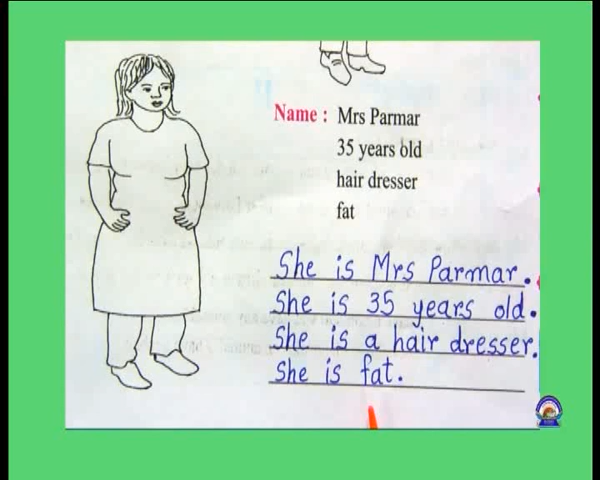 Name : Mrs Parmar
35 years old
hair dresser
fat
She is Mrs Parmar.
She is 35 years old.
She is a hair dresser.
She is fat.